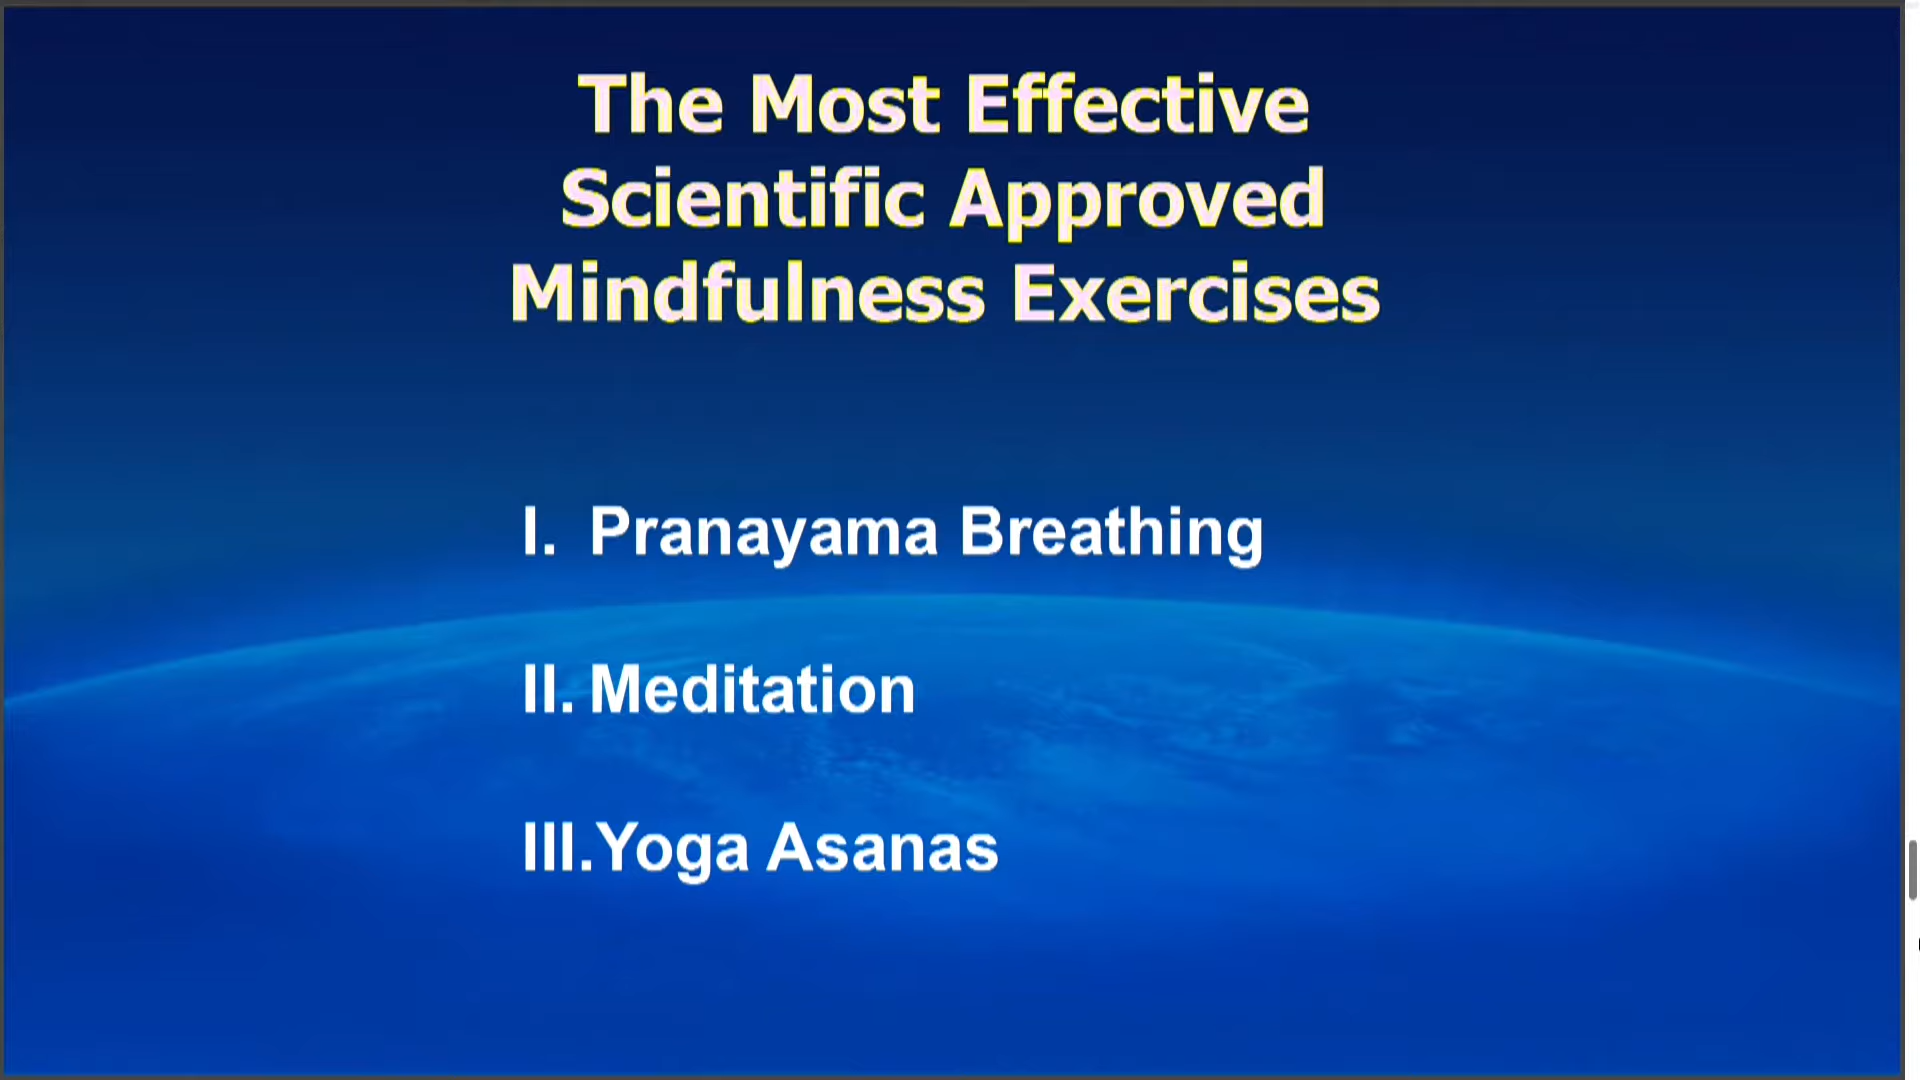 The Most Effective
Scientific Approved
Mindfulness Exercises
I. Pranayama Breathing
II. Meditation
III.Yoga Asanas